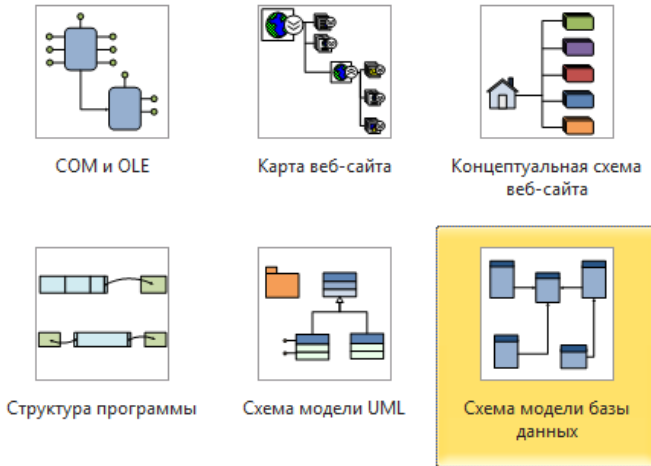 COM и OLE
Карта веб-сайта
Концептуальная схема
веб-сайта
Структура программы
Схема модели UML
Схема модели базы
данных